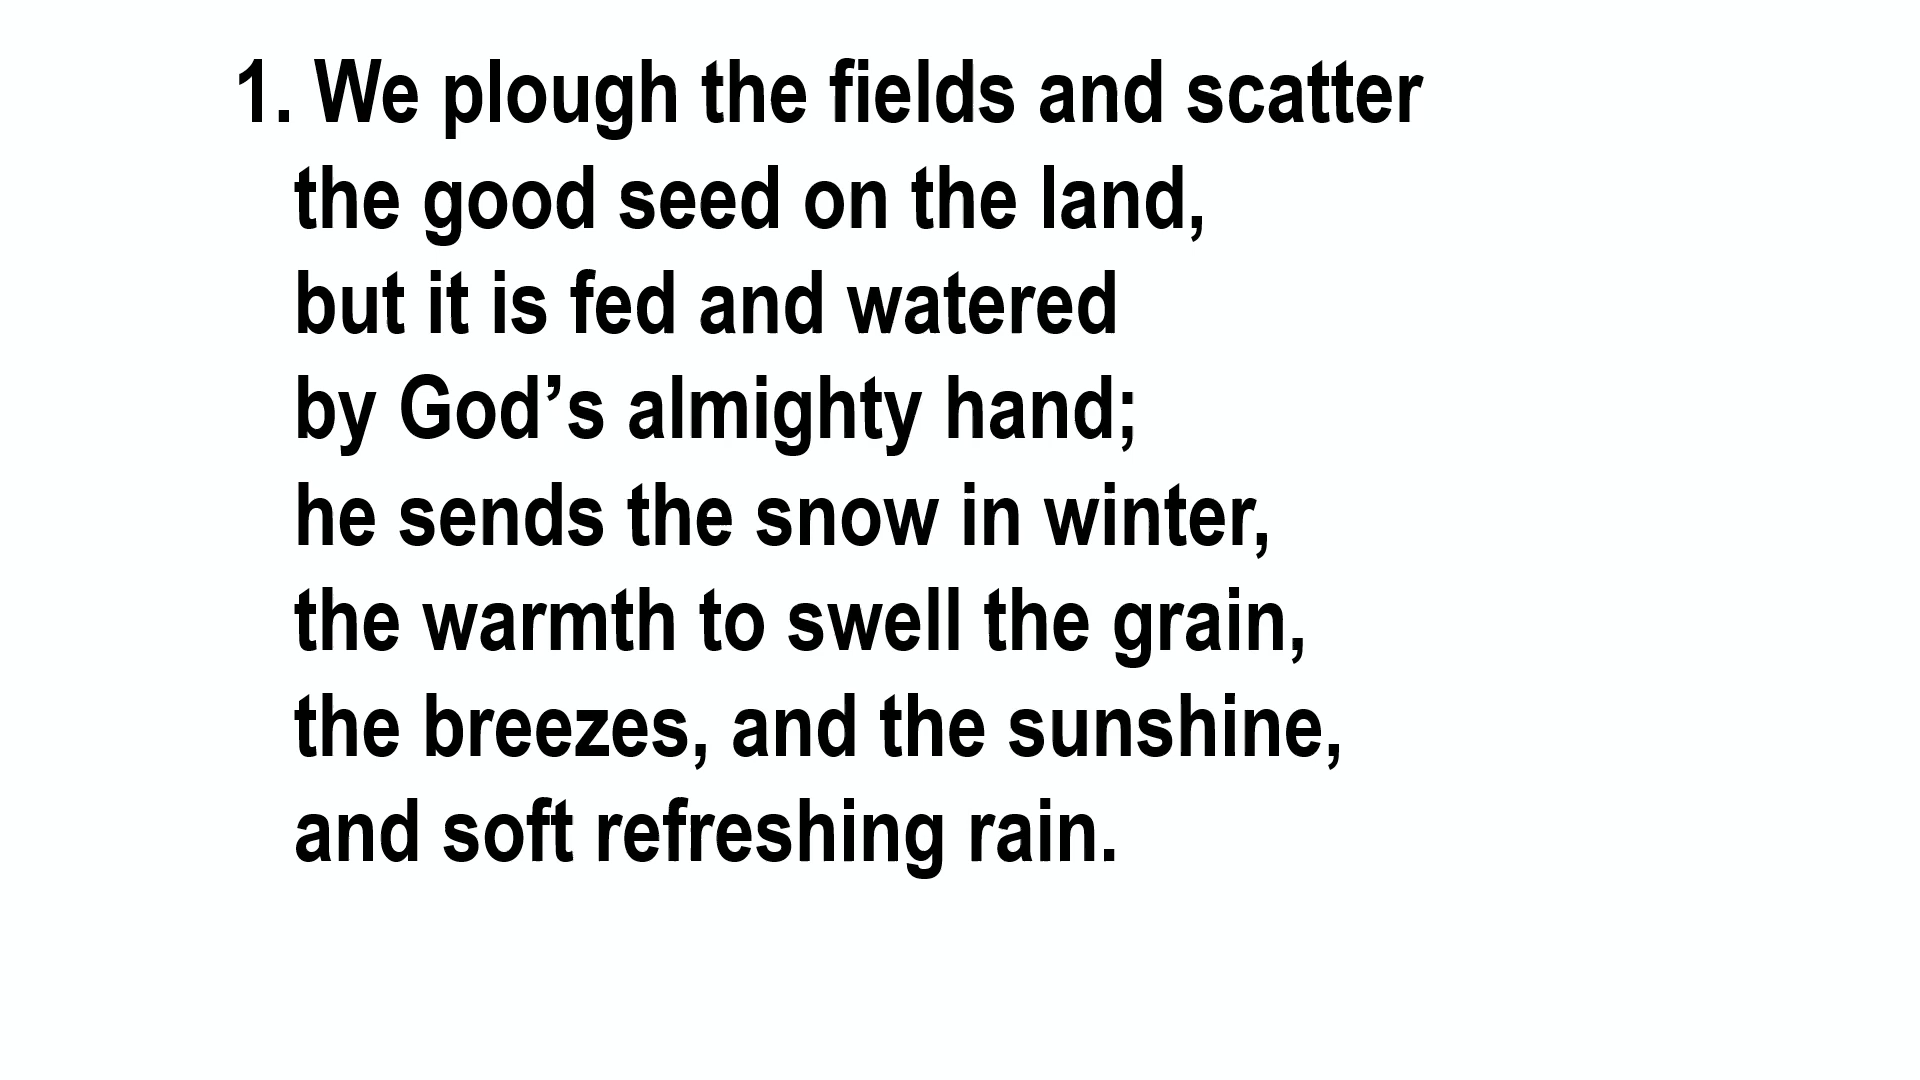 1. We plough the fields and scatter
the good seed on the land,
but it is fed and watered
by God’s almighty hand;
he sends the snow in winter,
the warmth to swell the grain,
the breezes, and the sunshine,
and soft refreshing rain.